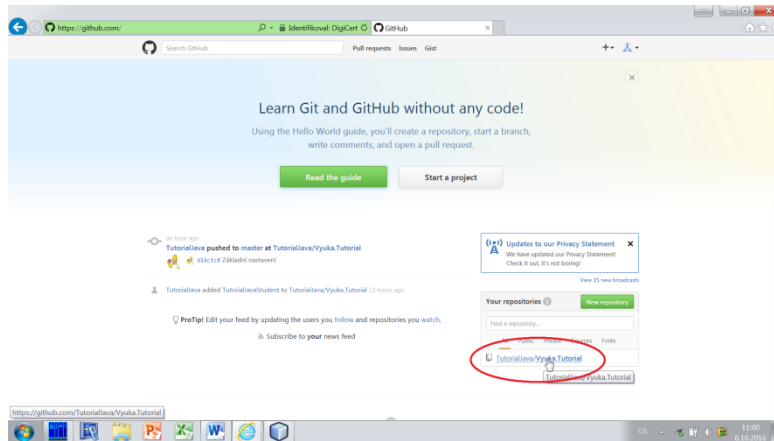 https://github.com/
Identifikoval: DigiCert
GitHub
Search GitHub
Pull requests Issues Gist
Learn Git and GitHub without any code!
Using the Hello World guide, you'll create a repository, start a branch,
write comments, and open a pull request.
Read the guide
Start a project
an hour ago
TutorialJava pushed to master at TutorialJava/Vyuka.Tutorial
d14c1c8 Základní nastavení
TutorialJava added TutorialJavaStudent to TutorialJava/Vyuka.Tutorial 13 hours ago
ProTip! Edit your feed by updating the users you follow and repositories you watch.
Subscribe to your news feed
Updates to our Privacy Statement
We have updated our Privacy Statement!
Check it out, it's not boring!
View 15 new broadcasts
Your repositories 1
New repository
Find a repository...
All Public Private Sources Forks
TutorialJava/Vyuka.Tutorial
TutorialJava/Vyuka.Tutorial
https://github.com/TutorialJava/Vyuka.Tutorial
CS
11:00
6.10.2016